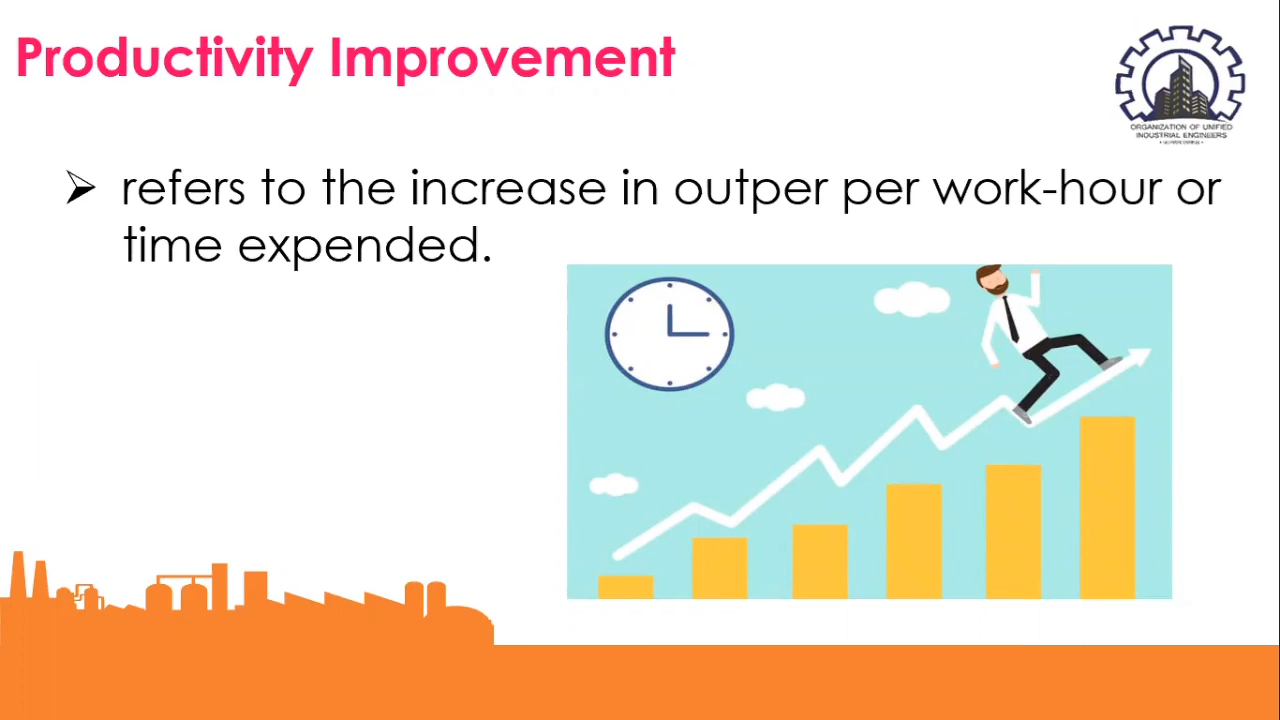 Productivity Improvement
ORGANIZATION OF UNIFIED
INDUSTRIAL ENGINEERS
➢ refers to the increase in outper per work-hour or
time expended.